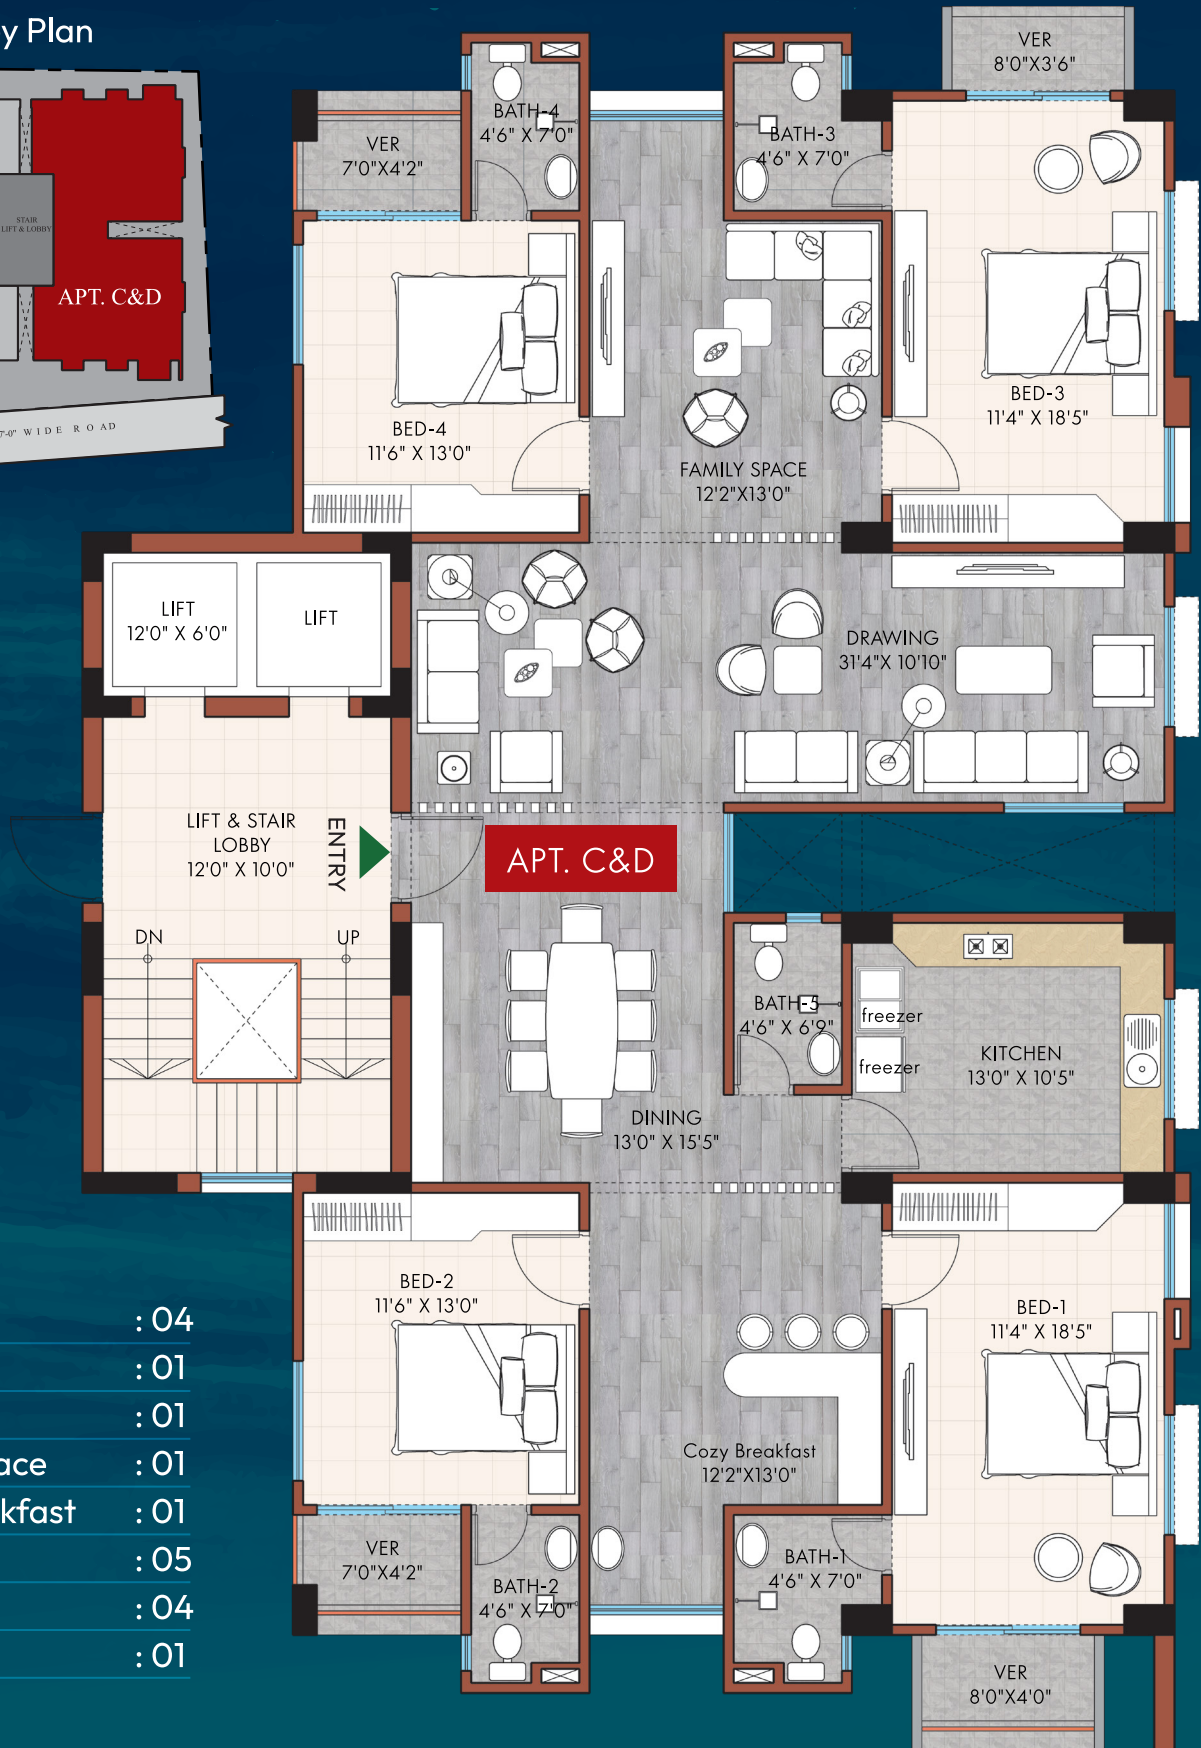 y Plan
STAIR
LIFT & LOBBY
APT. C&D
7'-0" WIDE ROAD
VER
8'0"X3'6"
BATH-4
4'6" X 7'0"
BATH-3
4'6" X 7'0"
VER
7'0"X4'2"
BED-4
11'6" X 13'0"
BED-3
11'4" X 18'5"
FAMILY SPACE
12'2"X13'0"
LIFT
12'0" X 6'0"
LIFT
DRAWING
31'4"X 10'10"
LIFT & STAIR
LOBBY
12'0" X 10'0"
ENTRY
APT. C&D
DN
UP
BATH-5
4'6" X 6'9"
freezer
freezer
KITCHEN
13'0" X 10'5"
DINING
13'0" X 15'5"
BED-2
11'6" X 13'0"
BED-1
11'4" X 18'5"
Cozy Breakfast
12'2"X13'0"
VER
7'0"X4'2"
BATH-2
4'6" X 7'0"
BATH-1
4'6" X 7'0"
VER
8'0"X4'0"
: 04
: 01
: 01
ace : 01
kfast : 01
: 05
: 04
: 01